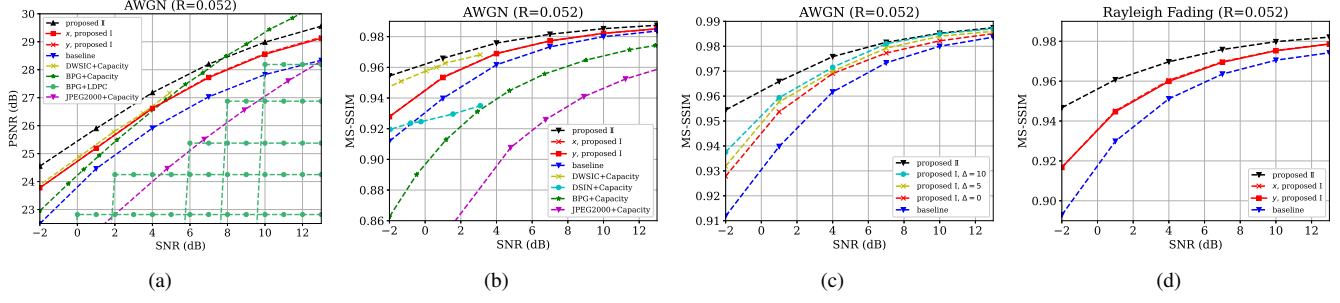 AWGN (R=0.052)
PSNR (dB)
30
29
28
27
26
25
24
23
−2
0
2
4
6
8
10
12
SNR (dB)
proposed II
x, proposed I
y, proposed I
baseline
DWSIC+Capacity
BPG+Capacity
BPG+LDPC
JPEG2000+Capacity
(a)
AWGN (R=0.052)
MS-SSIM
0.98
0.96
0.94
0.92
0.90
0.88
0.86
−2
0
2
4
6
8
10
12
SNR (dB)
proposed II
x, proposed I
y, proposed I
baseline
DWSIC+Capacity
DSIN+Capacity
BPG+Capacity
JPEG2000+Capacity
(b)
AWGN (R=0.052)
MS-SSIM
0.99
0.98
0.97
0.96
0.95
0.94
0.93
0.92
0.91
−2
0
2
4
6
8
10
12
SNR (dB)
proposed II
proposed I, Δ = 10
proposed I, Δ = 5
proposed I, Δ = 0
baseline
(c)
Rayleigh Fading (R=0.052)
MS-SSIM
0.98
0.96
0.94
0.92
0.90
−2
0
2
4
6
8
10
12
SNR (dB)
proposed II
x, proposed I
y, proposed I
baseline
(d)